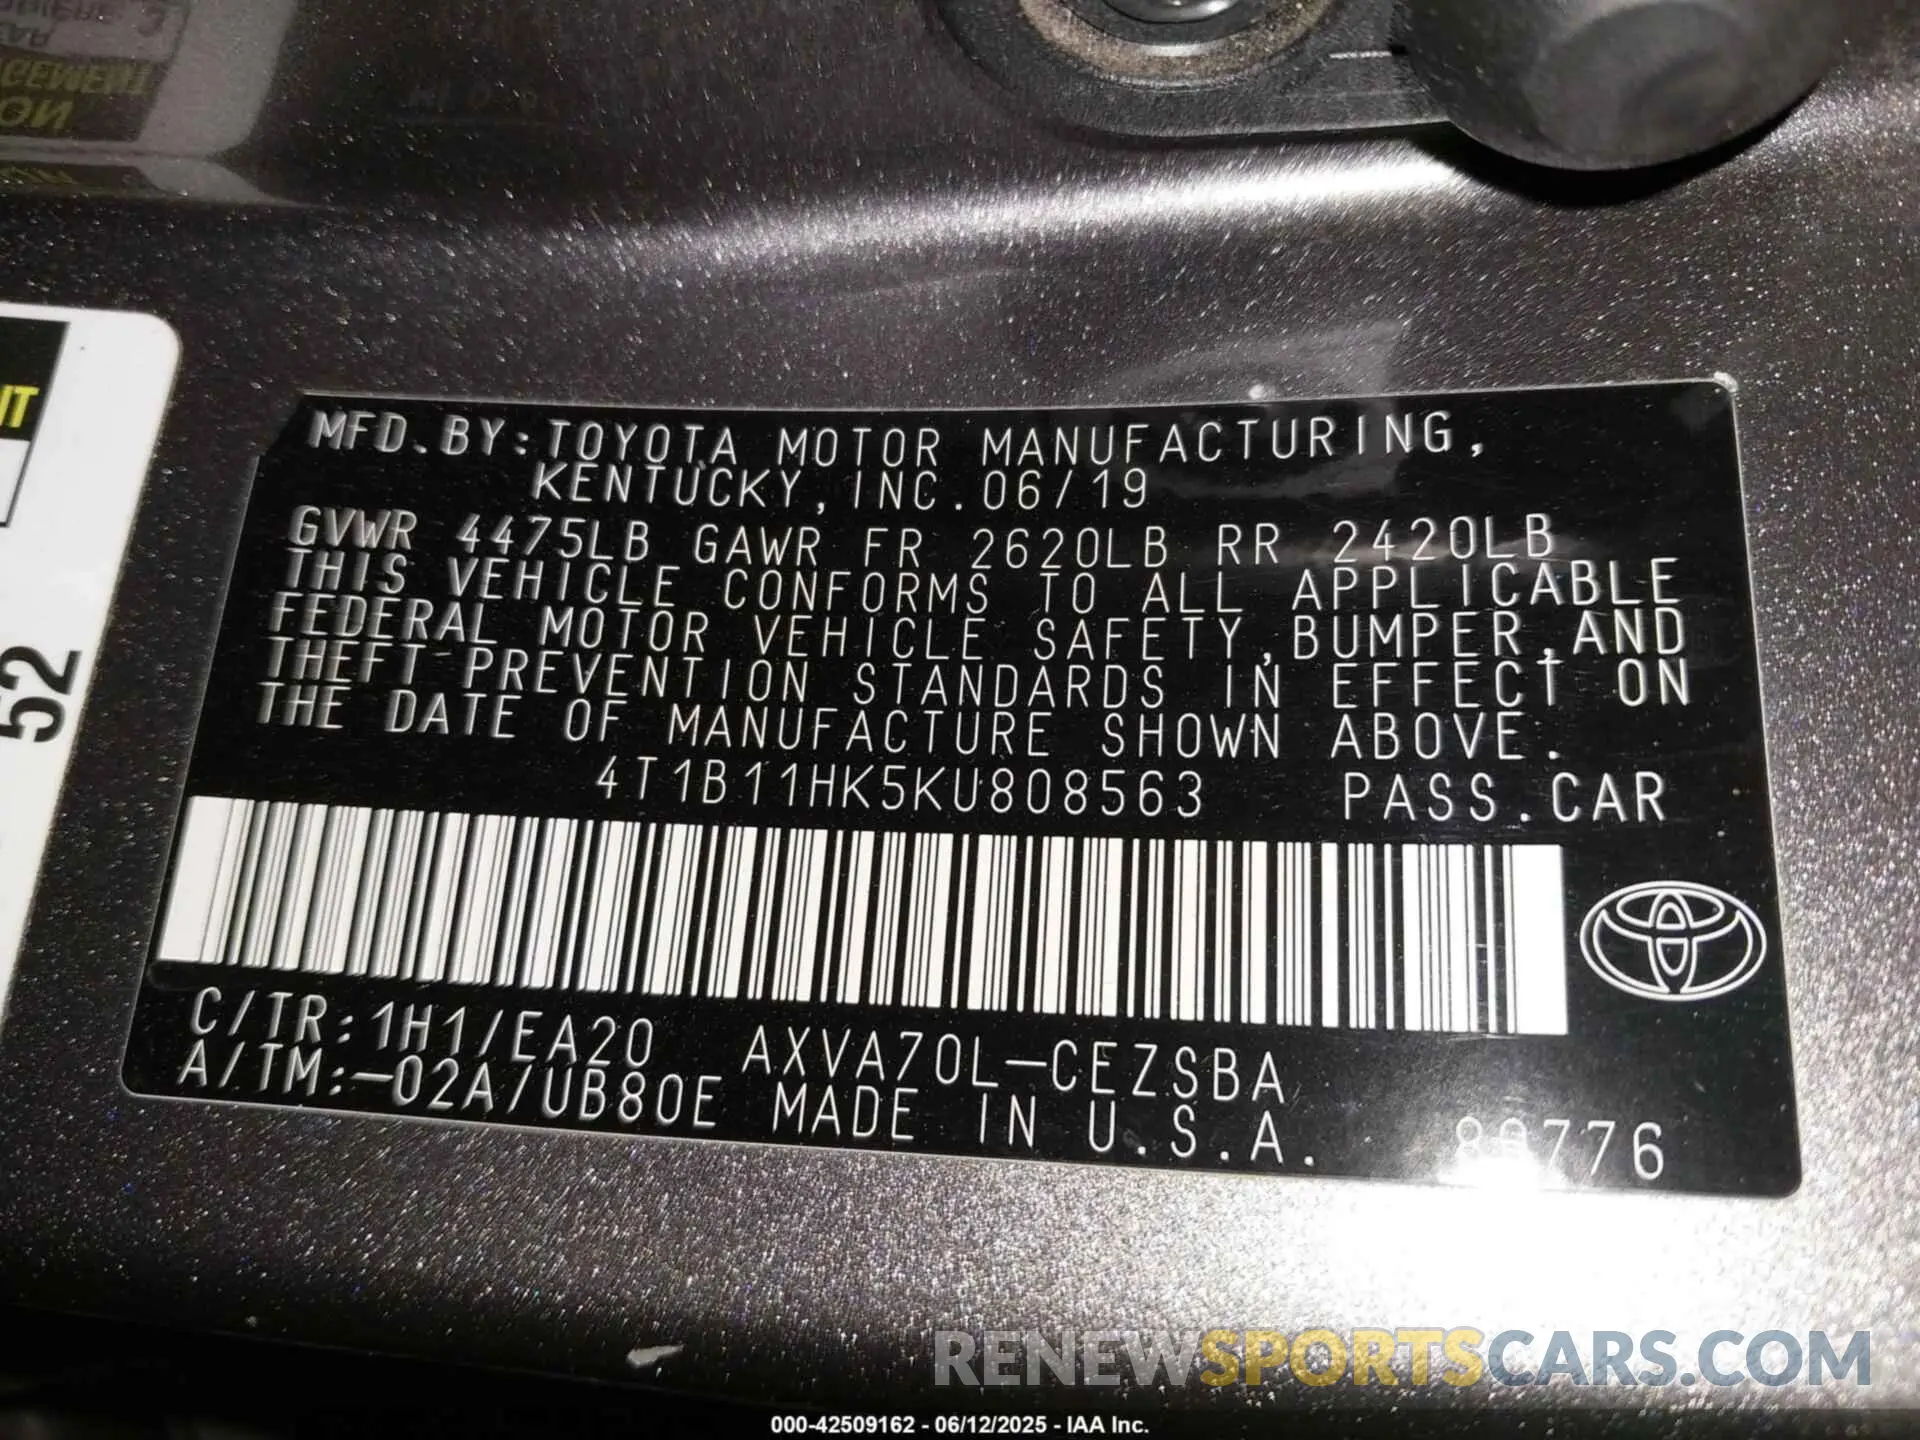 IT
52
MFD.BY:TOYOTA MOTOR MANUFACTURING,
KENTUCKY, INC.06/19
GVWR 4475LB GAWR FR 2620LB RR 2420LB
THIS VEHICLE CONFORMS TO ALL APPLICABLE
FEDERAL MOTOR VEHICLE SAFETY,BUMPER,AND
THEFT PREVENTION STANDARDS IN EFFECT ON
THE DATE OF MANUFACTURE SHOWN ABOVE.
4T1B11HK5KU808563 PASS.CAR
C/TR:1H1/EA20 AXVA70L-CEZSBA
A/TM:-02A/UB80E MADE IN U.S.A.
RENEWSPORTSCARS.COM
000-42509162 - 06/12/2025 - IAA Inc.